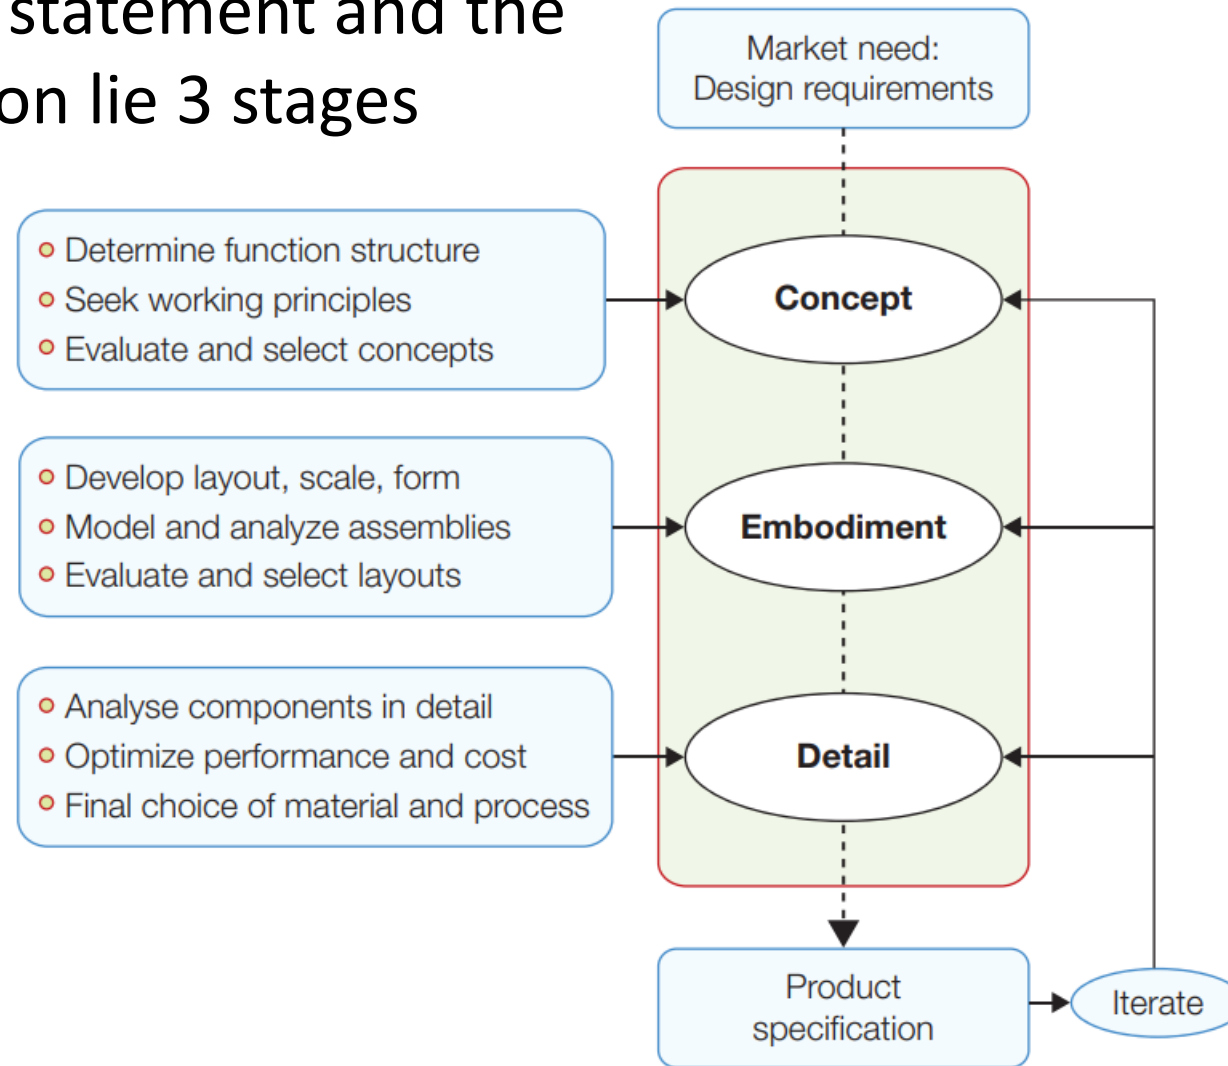 statement and the
on lie 3 stages
Market need:
Design requirements
Determine function structure
Seek working principles
Evaluate and select concepts
Concept
Develop layout, scale, form
Model and analyze assemblies
Evaluate and select layouts
Embodiment
Analyse components in detail
Optimize performance and cost
Final choice of material and process
Detail
Product
specification
Iterate